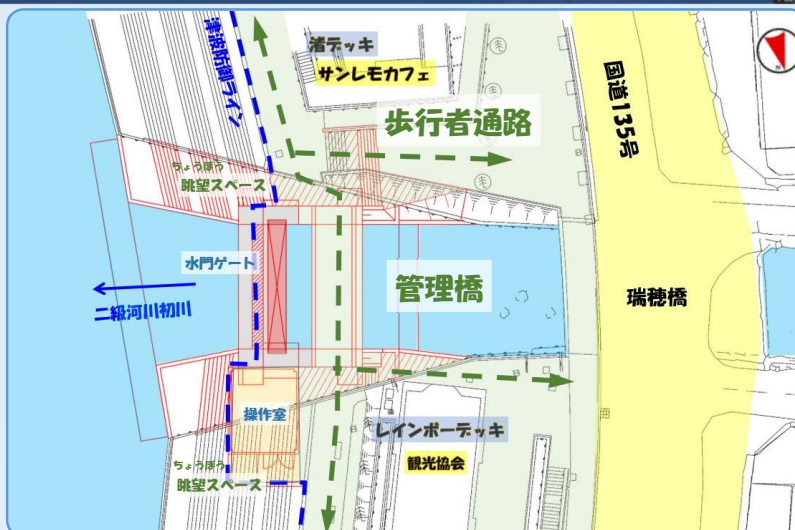 津波防御ライン
渚デッキ
サンレモカフェ
国道135号
歩行者通路
ちょうぼう
眺望スペース
水門ゲート
管理橋
二級河川初川
瑞穂橋
操作室
レインボーデッキ
観光協会
ちょうぼう
眺望スペース